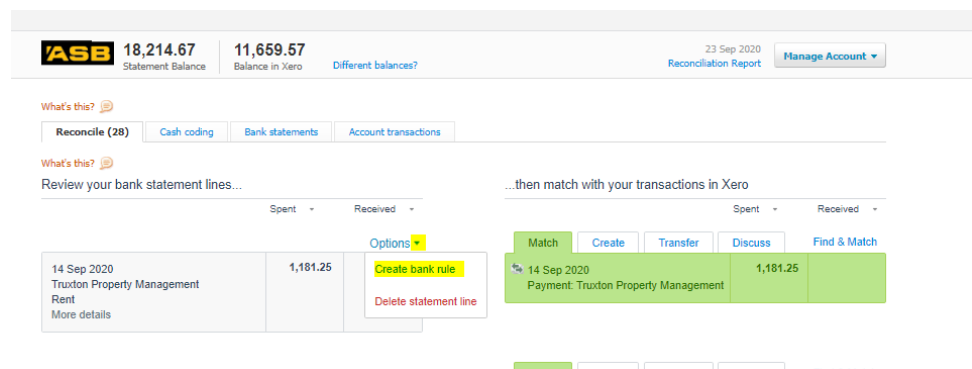 ASB
18,214.67
Statement Balance
11,659.57
Balance in Xero
Different balances?
23 Sep 2020
Reconciliation Report
Manage Account
What's this?
Reconcile (28) Cash coding Bank statements Account transactions
What's this?
Review your bank statement lines...
...then match with your transactions in Xero
Spent Received
Spent Received
Options
Match Create Transfer Discuss Find & Match
14 Sep 2020
Truxton Property Management
Rent
More details
1,181.25
Create bank rule
Delete statement line
14 Sep 2020
Payment: Truxton Property Management
1,181.25